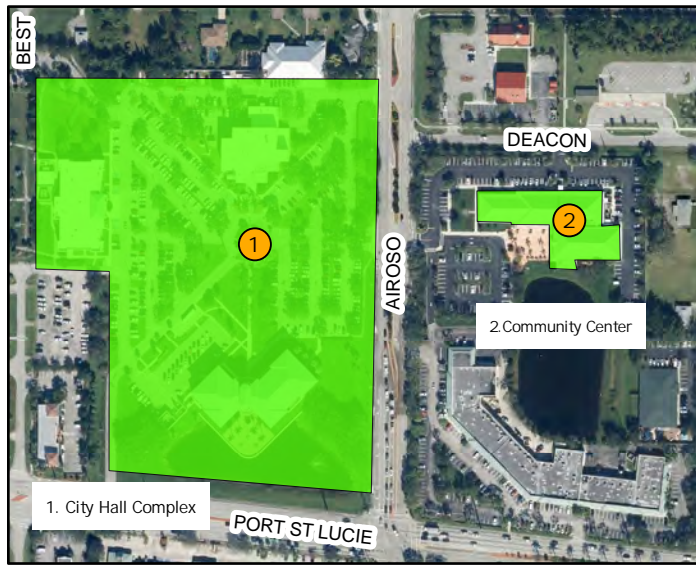 BEST
DEACON
2
1
AIROSO
2.Community Center
1. City Hall Complex
PORT ST LUCIE